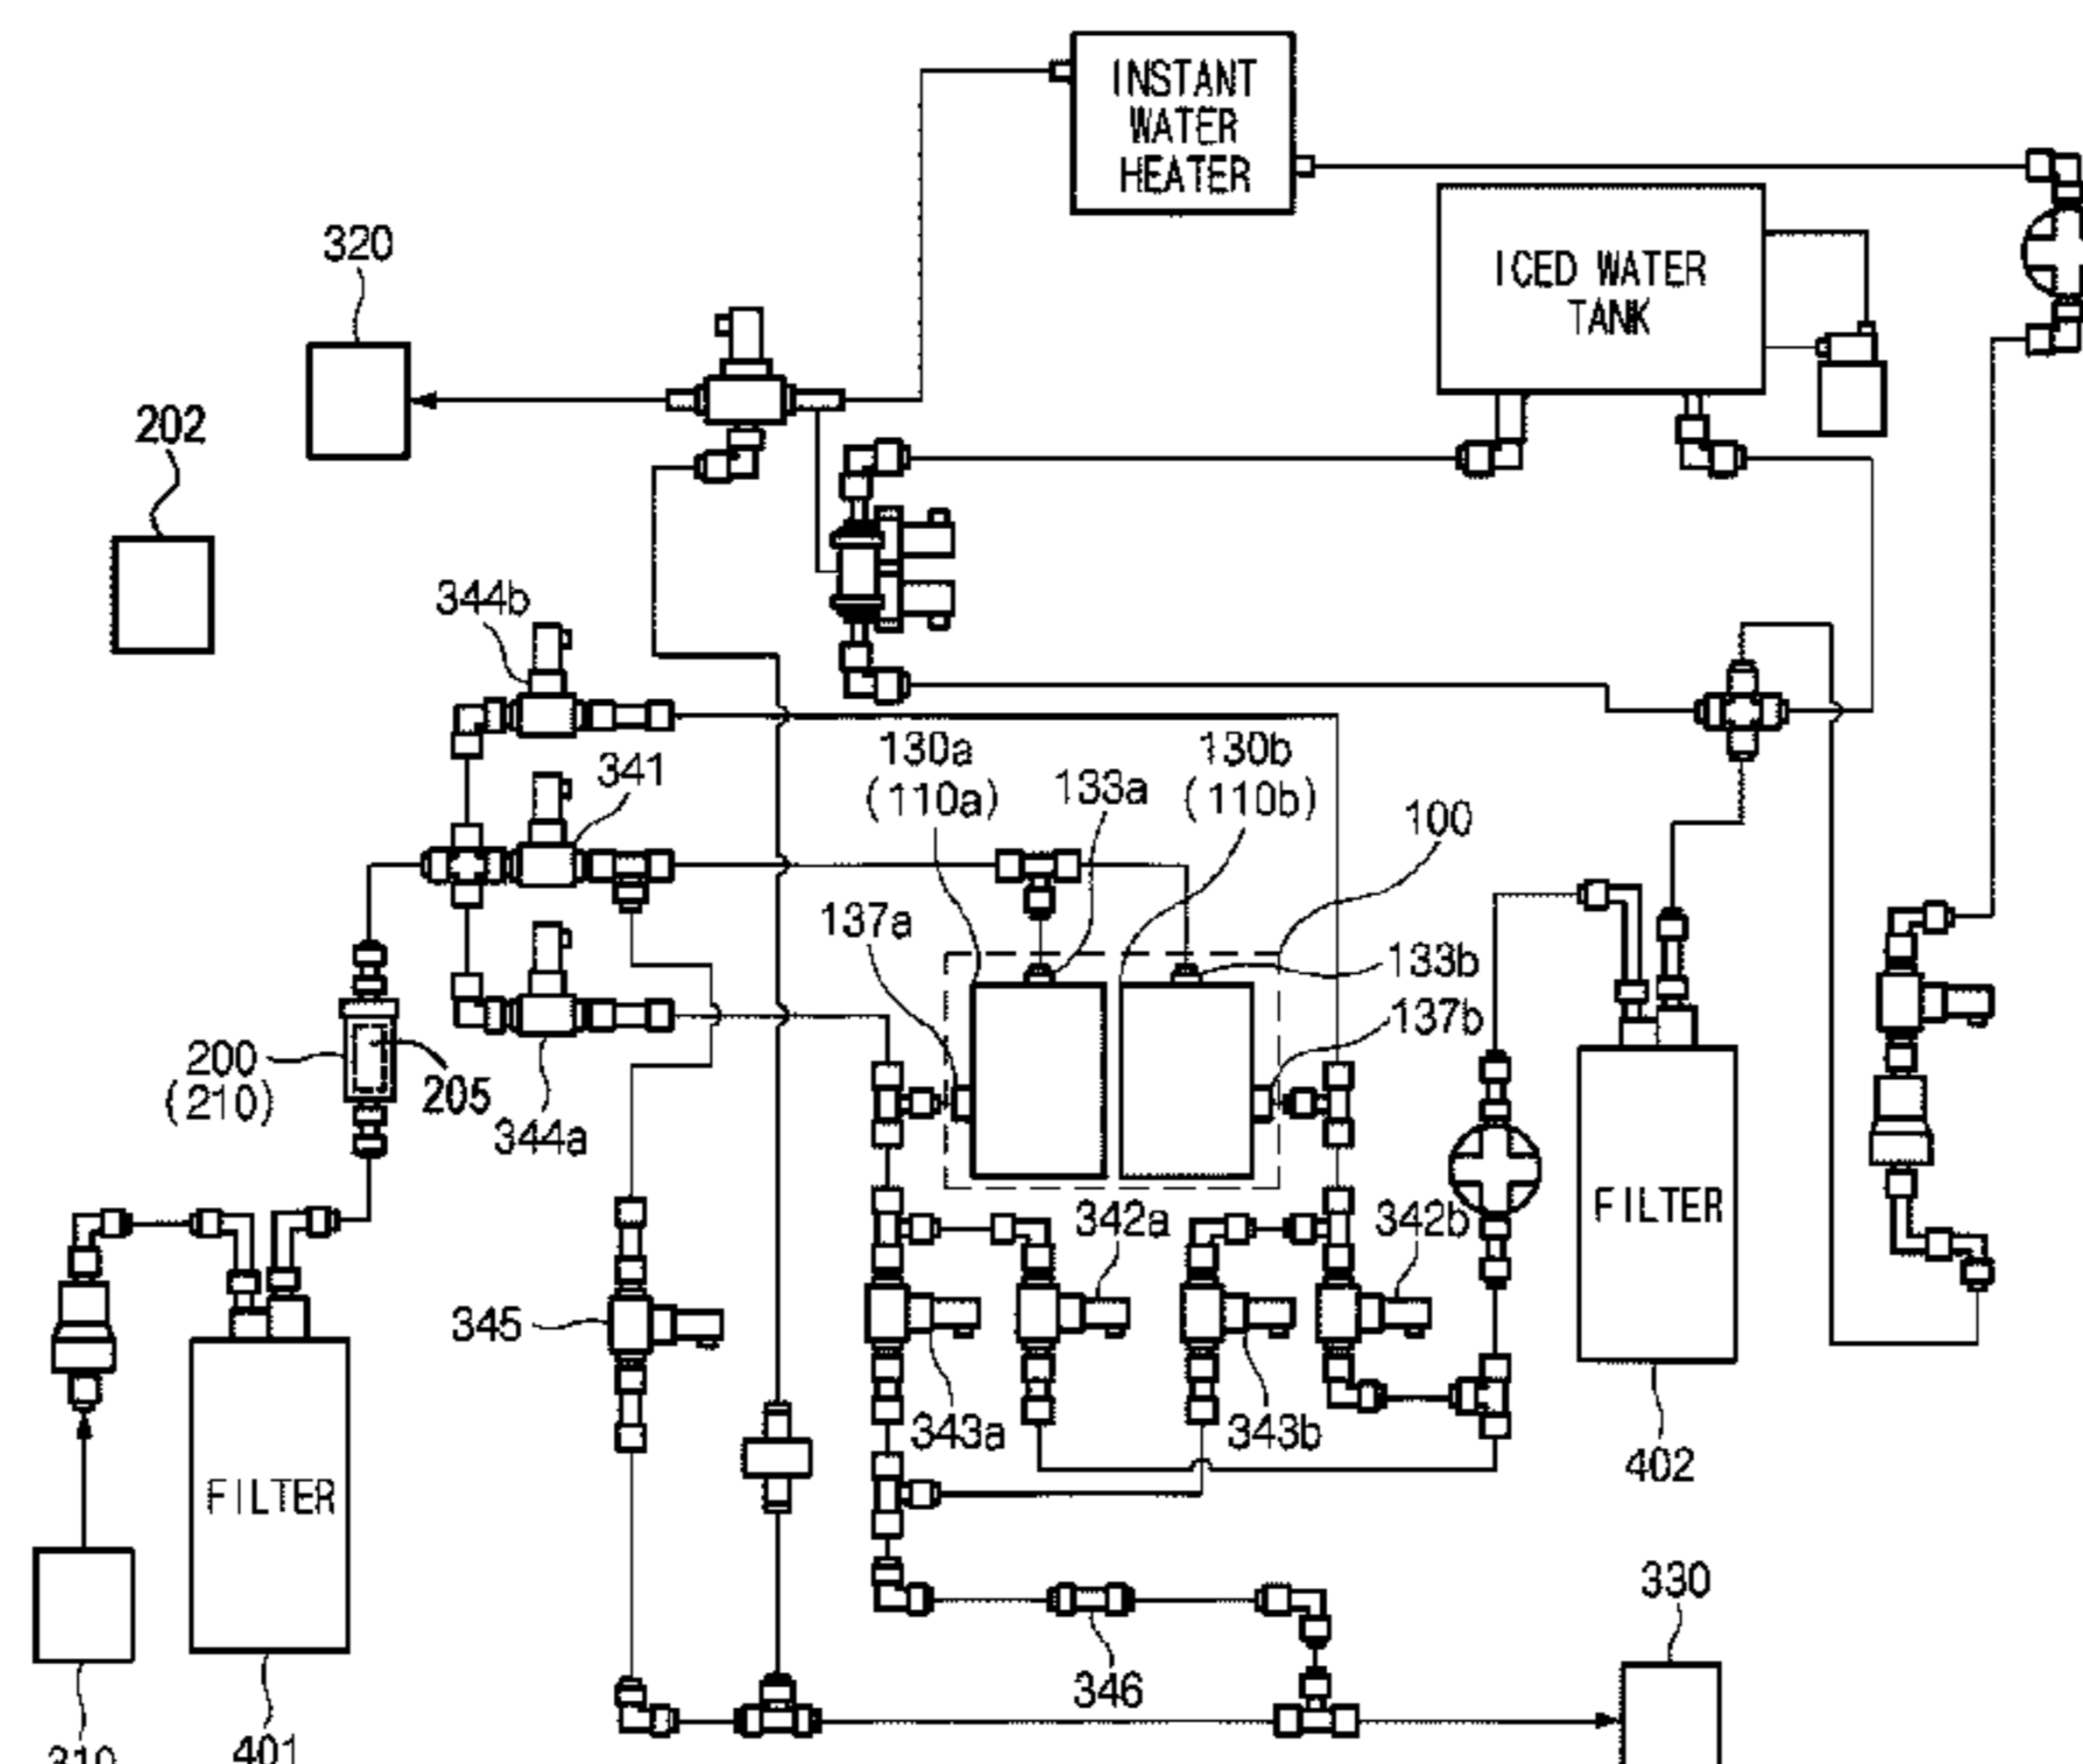 INSTANT
WATER
HEATER
ICED WATER
TANK
320
202
344b
341
130a
(110a)
133a
130b
(110b)
100
137a
133b
137b
200
(210)
205
344a
342a
342b
FILTER
345
343a
343b
402
FILTER
330
346
310
401